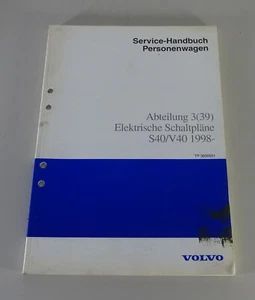 Service-Handbuch
Personenwagen
Abteilung 3(39)
Elektrische Schaltpläne
S40/V40 1998-
VOLVO